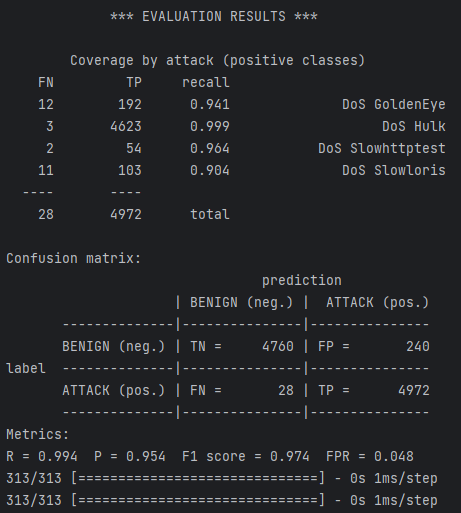 *** EVALUATION RESULTS ***
Coverage by attack (positive classes)
FN TP recall
12 192 0.941 DoS GoldenEye
3 4623 0.999 DoS Hulk
2 54 0.964 DoS Slowhttptest
11 103 0.904 DoS Slowloris
---- ----
28 4972 total
Confusion matrix:
prediction
| BENIGN (neg.) | ATTACK (pos.)
--------------|---------------|---------------
BENIGN (neg.) | TN = 4760 | FP = 240
label --------------|---------------|---------------
ATTACK (pos.) | FN = 28 | TP = 4972
--------------|---------------|---------------
Metrics:
R = 0.994 P = 0.954 F1 score = 0.974 FPR = 0.048
313/313 [==============================] - 0s 1ms/step
313/313 [==============================] - 0s 1ms/step